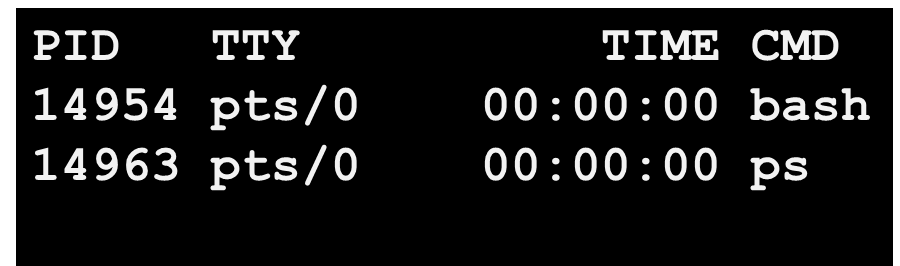 PID TTY TIME CMD
14954 pts/0 00:00:00 bash
14963 pts/0 00:00:00 ps